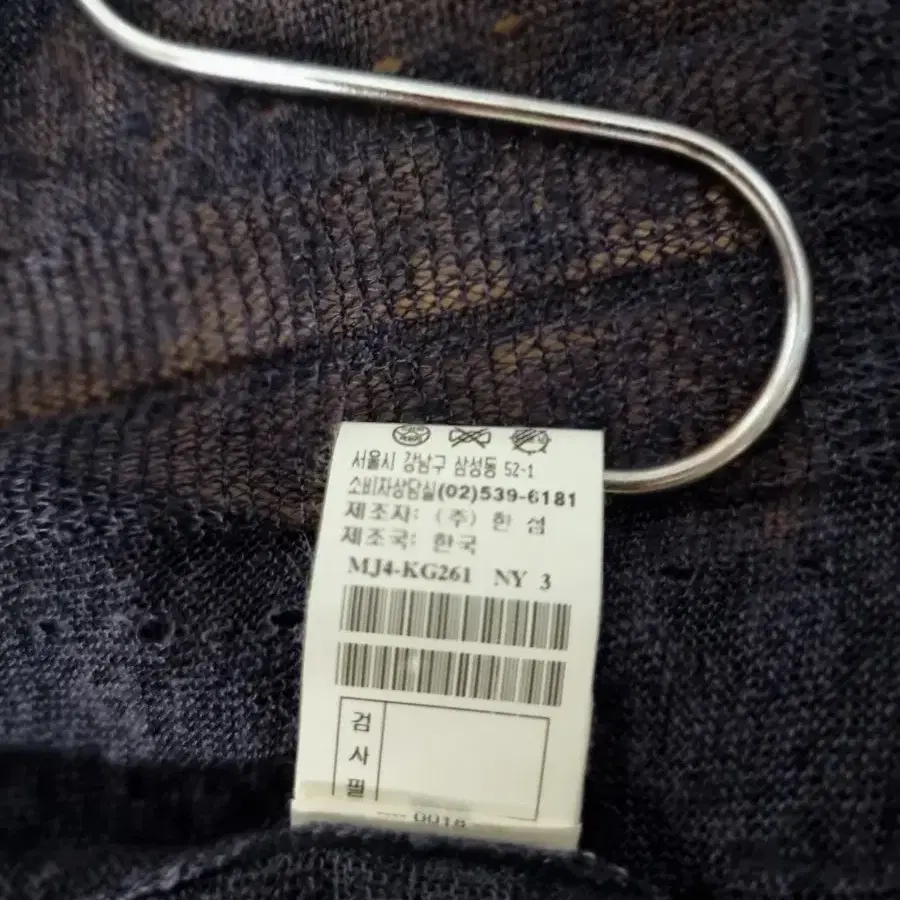 서울시 강남구 삼성동 52-1
소비자상담실(02)539-6181
제조자: (주) 한 섬
제조국: 한국
MJ4-KG261 NY 3
검
사
필